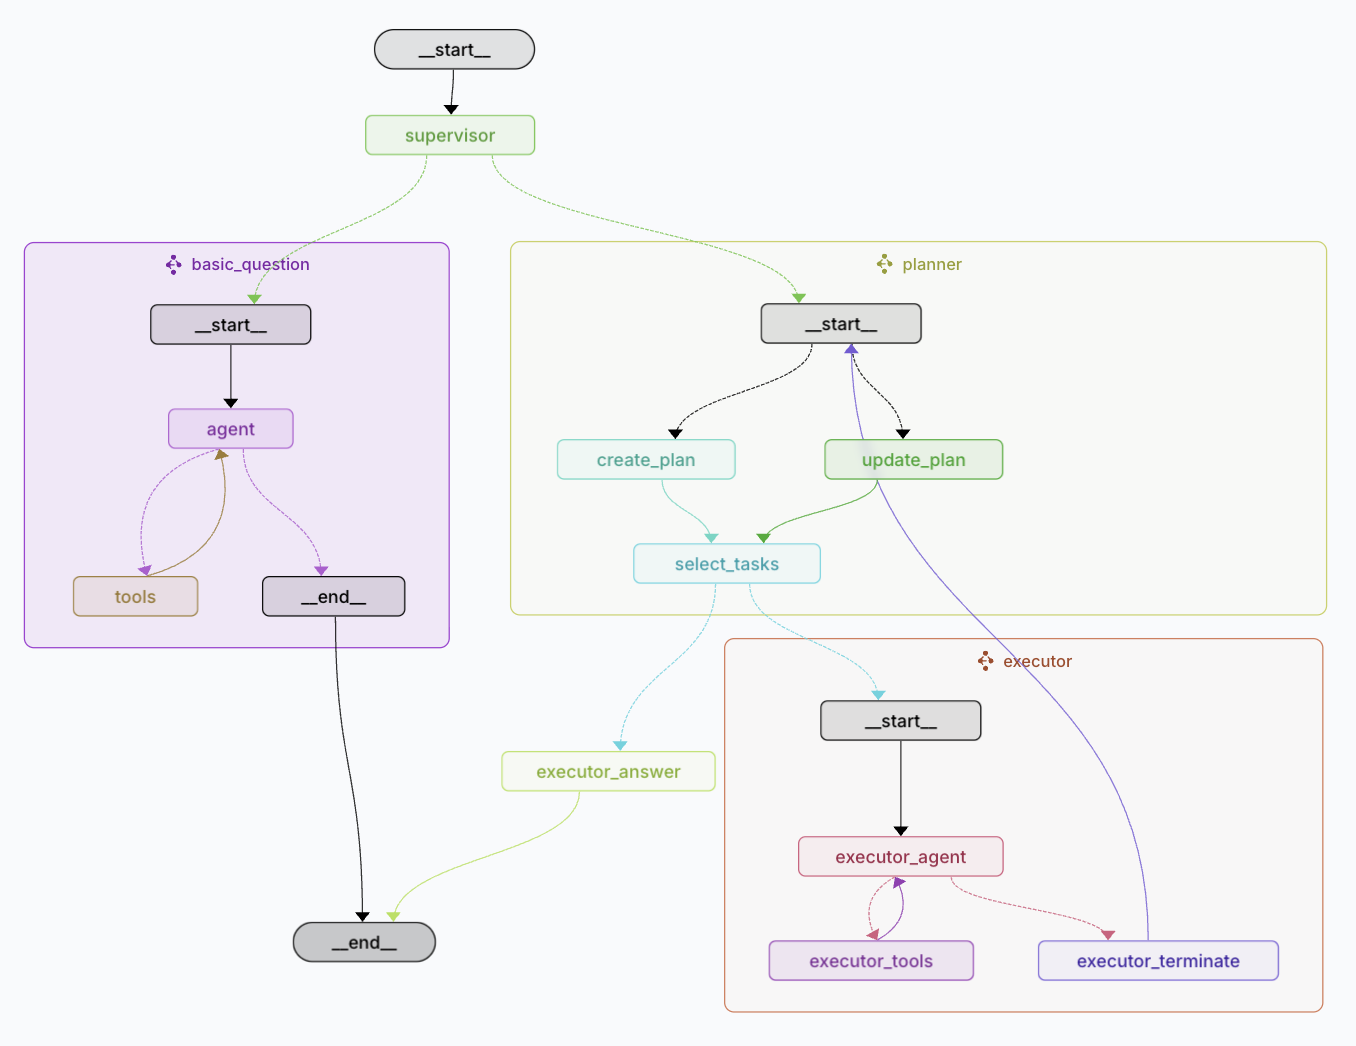 __start__
supervisor
basic_question
planner
__start__
__start__
agent
create_plan
update_plan
select_tasks
tools
__end__
executor
__start__
executor_answer
executor_agent
__end__
executor_tools
executor_terminate